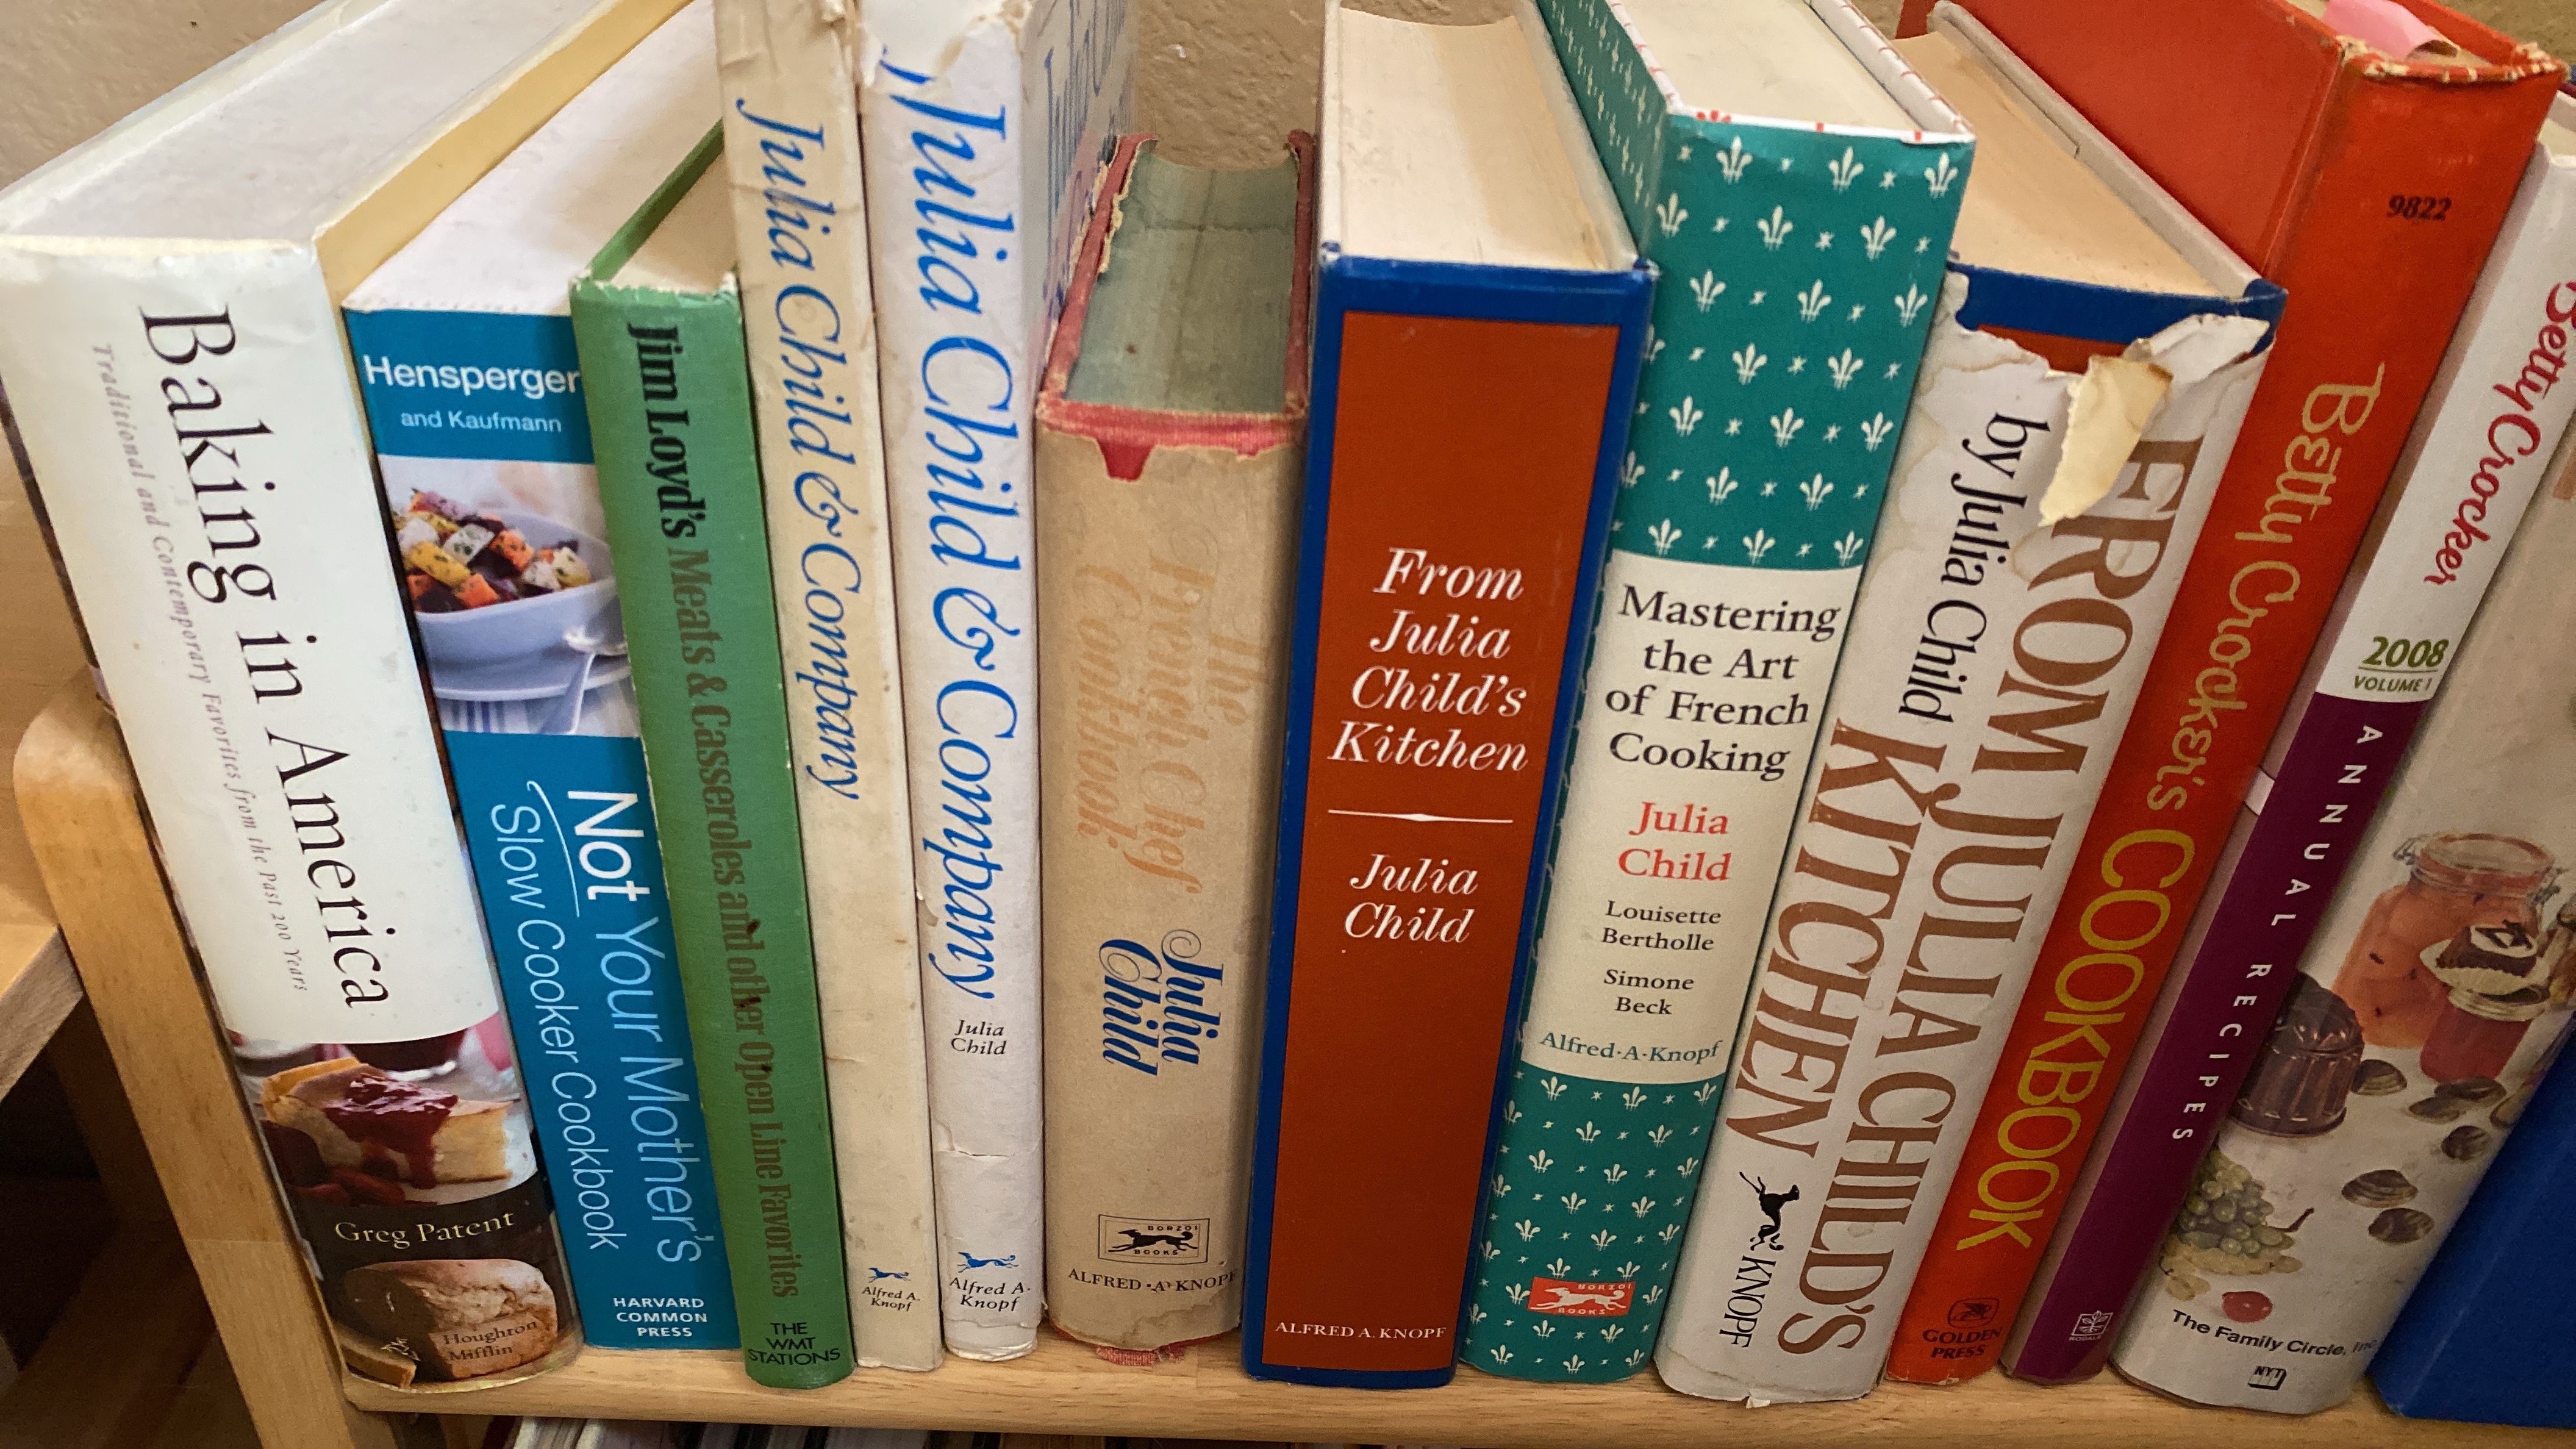 Baking in America
Traditional and Contemporary Favorites from the Past 200 Years
Greg Patent
Houghton
Mifflin
Hensperger
and Kaufmann
Not Your Mother's
Slow Cooker Cookbook
HARVARD
COMMON
PRESS
Jim Loyd's Meats & Casseroles and other Open Line Favorites
THE
WMT
STATIONS
Julia Child & Company
Alfred A.
Knopf
Julia Child & Company
Julia
Child
Alfred A.
Knopf
The
French Chef
Cookbook
Julia
Child
BORZOI
BOOKS
ALFRED·A·KNOPF
From
Julia
Child's
Kitchen
Julia
Child
ALFRED A. KNOPF
Mastering
the Art
of French
Cooking
Julia
Child
Louisette
Bertholle
Simone
Beck
Alfred·A·Knopf
BORZOI
BOOKS
FROM JULIA CHILD'S
KITCHEN
by Julia Child
KNOPF
9822
Betty Crocker's COOKBOOK
GOLDEN
PRESS
Betty Crocker
2008
VOLUME 1
ANNUAL RECIPES
RODALE
The Family Circle, Inc
NYT